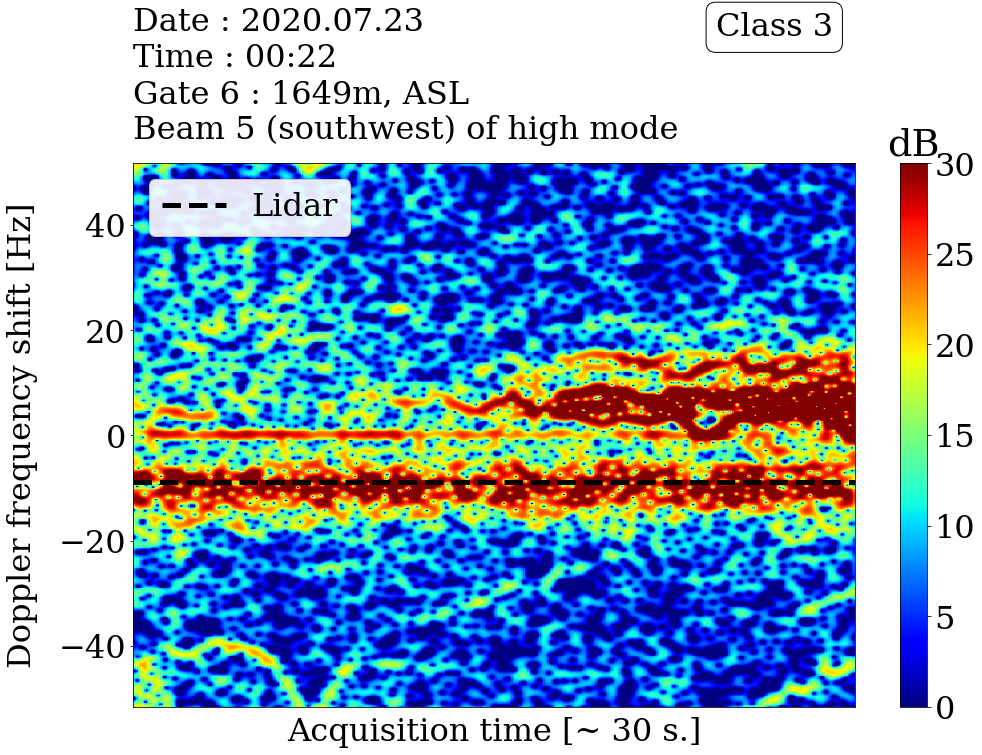 Date : 2020.07.23
Time : 00:22
Gate 6 : 1649m, ASL
Beam 5 (southwest) of high mode
Class 3
dB
Lidar
Doppler frequency shift [Hz]
40
20
0
−20
−40
30
25
20
15
10
5
0
Acquisition time [~ 30 s.]